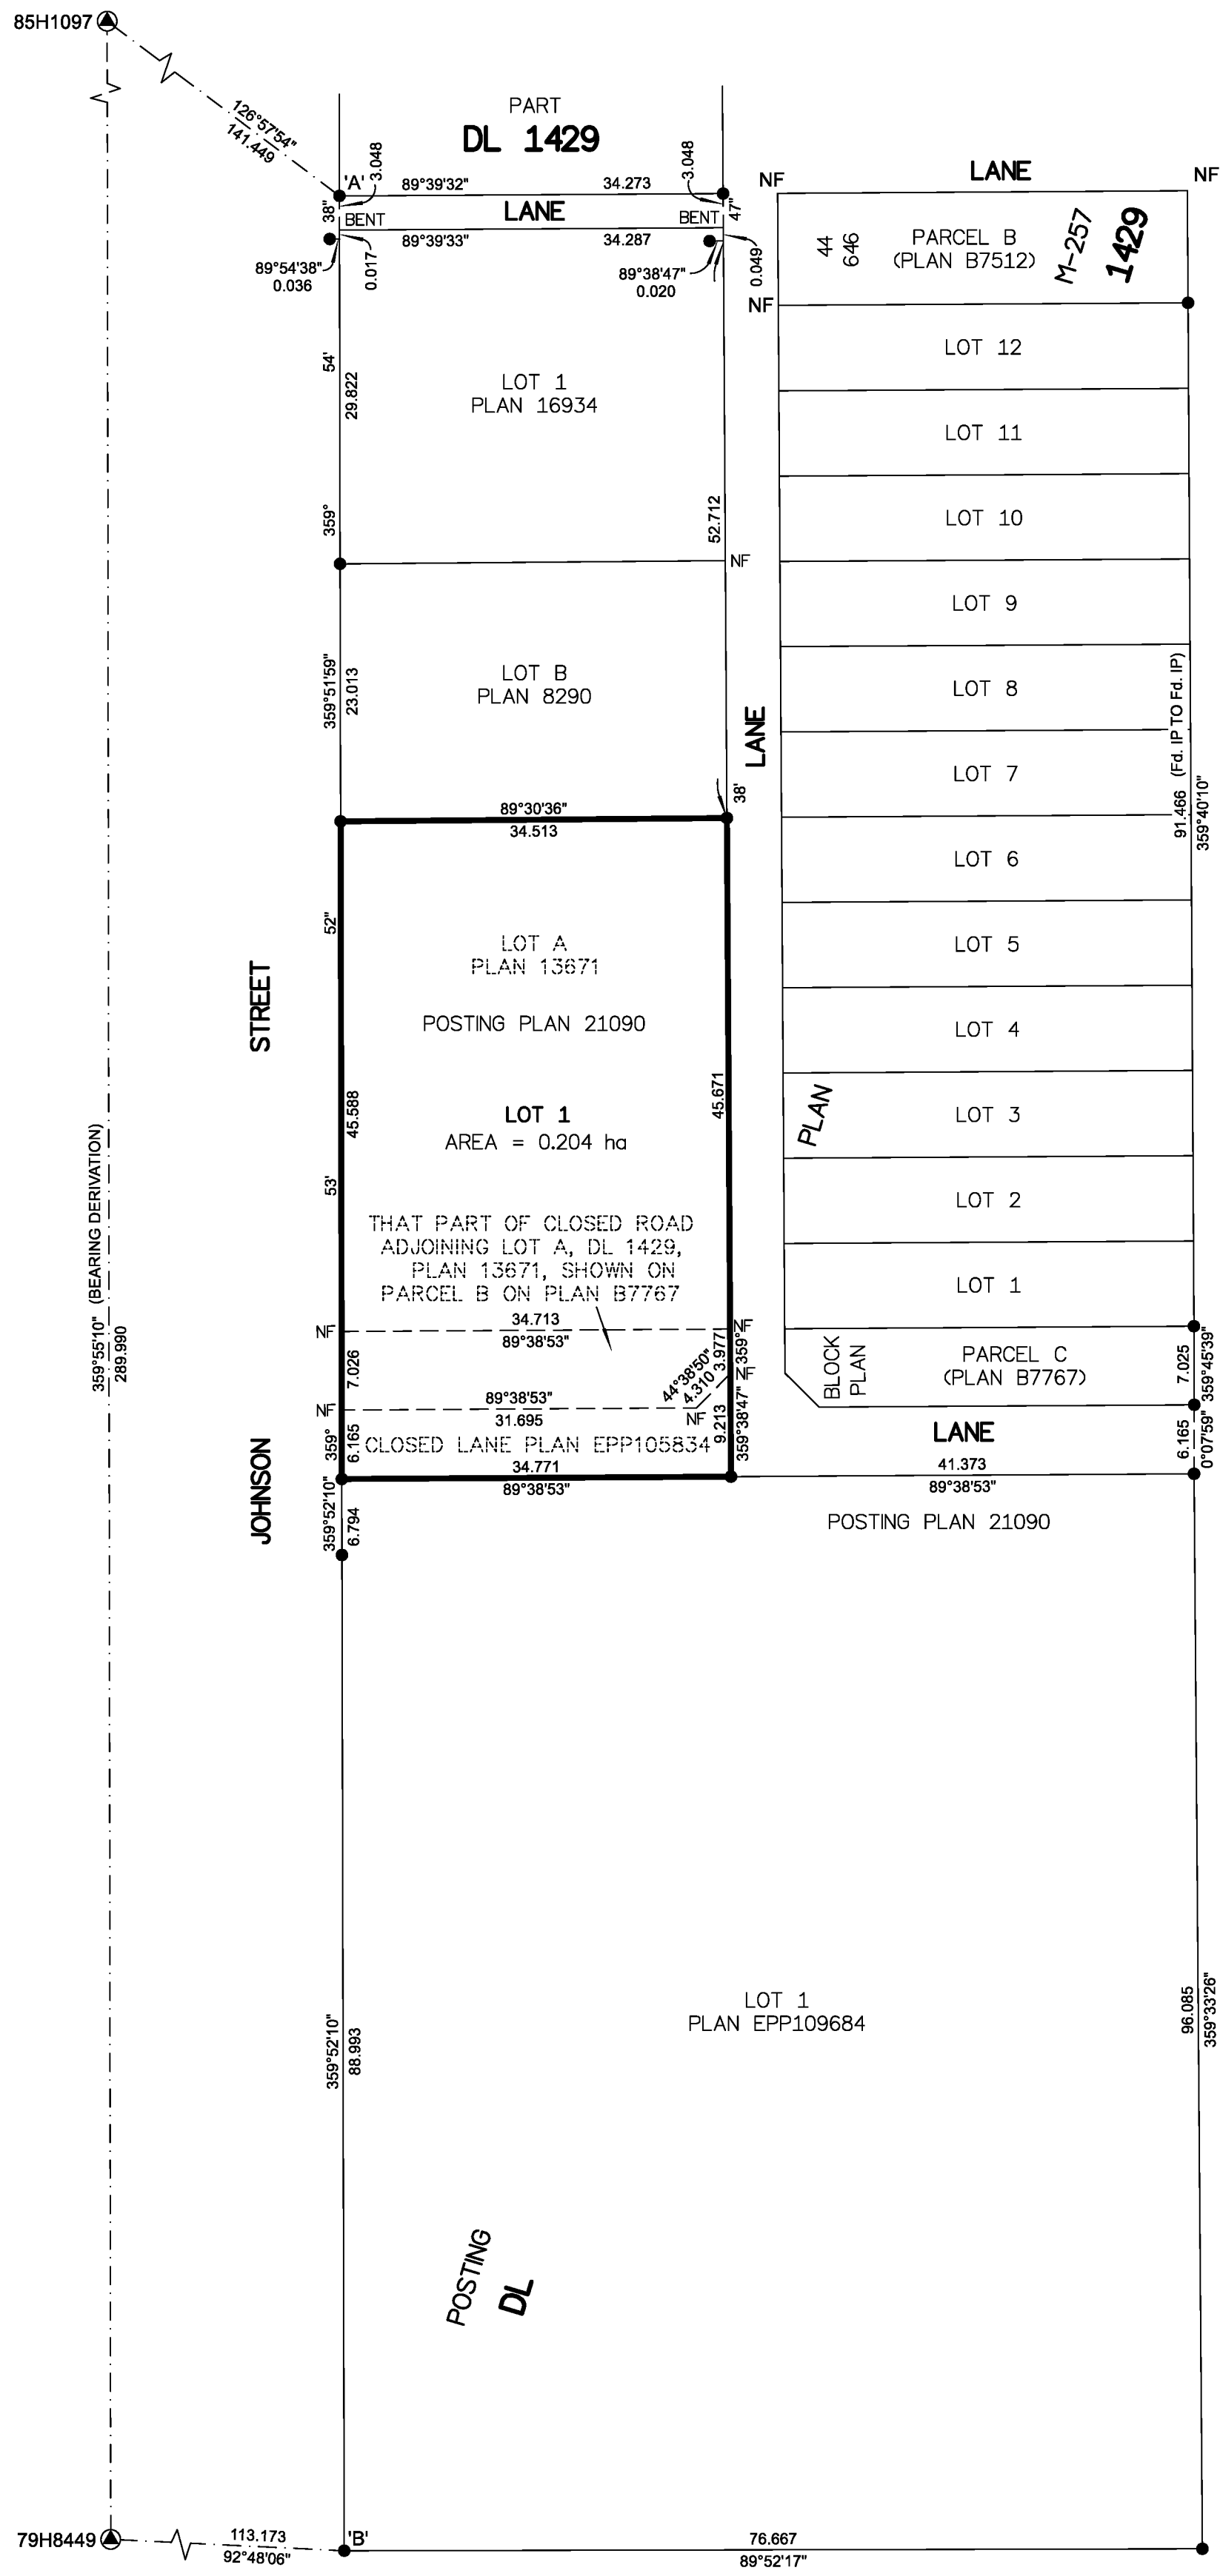 85H1097
126°57'54"
141.449
PART
DL 1429
'A'
3.048
89°39'32"
34.273
3.048
38"
BENT
LANE
BENT
47"
89°39'33"
34.287
89°54'38"
0.036
0.017
89°38'47"
0.020
0.049
NF
LANE
NF
44
646
PARCEL B
(PLAN B7512)
M-257
1429
NF
LOT 12
LOT 11
LOT 10
LOT 9
LOT 8
LOT 7
LOT 6
LOT 5
LOT 4
LOT 3
LOT 2
LOT 1
54'
29.822
LOT 1
PLAN 16934
359°
52.712
NF
359°51'59"
23.013
LOT B
PLAN 8290
LANE
91.466 (Fd. IP TO Fd. IP)
359°40'10"
89°30'36"
34.513
38'
52"
LOT A
PLAN 13671
POSTING PLAN 21090
STREET
45.588
LOT 1
AREA = 0.204 ha
45.671
PLAN
53'
359°55'10" (BEARING DERIVATION)
289.990
THAT PART OF CLOSED ROAD
ADJOINING LOT A, DL 1429,
PLAN 13671, SHOWN ON
PARCEL B ON PLAN B7767
NF
34.713
89°38'53"
NF
3.977
359°
7.026
44°38'50"
4.310
NF
BLOCK
PLAN
PARCEL C
(PLAN B7767)
7.025
359°45'39"
NF
89°38'53"
31.695
NF
9.213
359°38'47"
359°
6.165
CLOSED LANE PLAN EPP105834
LANE
6.165
0°07'59"
34.771
89°38'53"
41.373
89°38'53"
JOHNSON
359°52'10"
6.794
POSTING PLAN 21090
359°52'10"
88.993
LOT 1
PLAN EPP109684
96.085
359°33'26"
POSTING
DL
79H8449
113.173
92°48'06"
'B'
76.667
89°52'17"